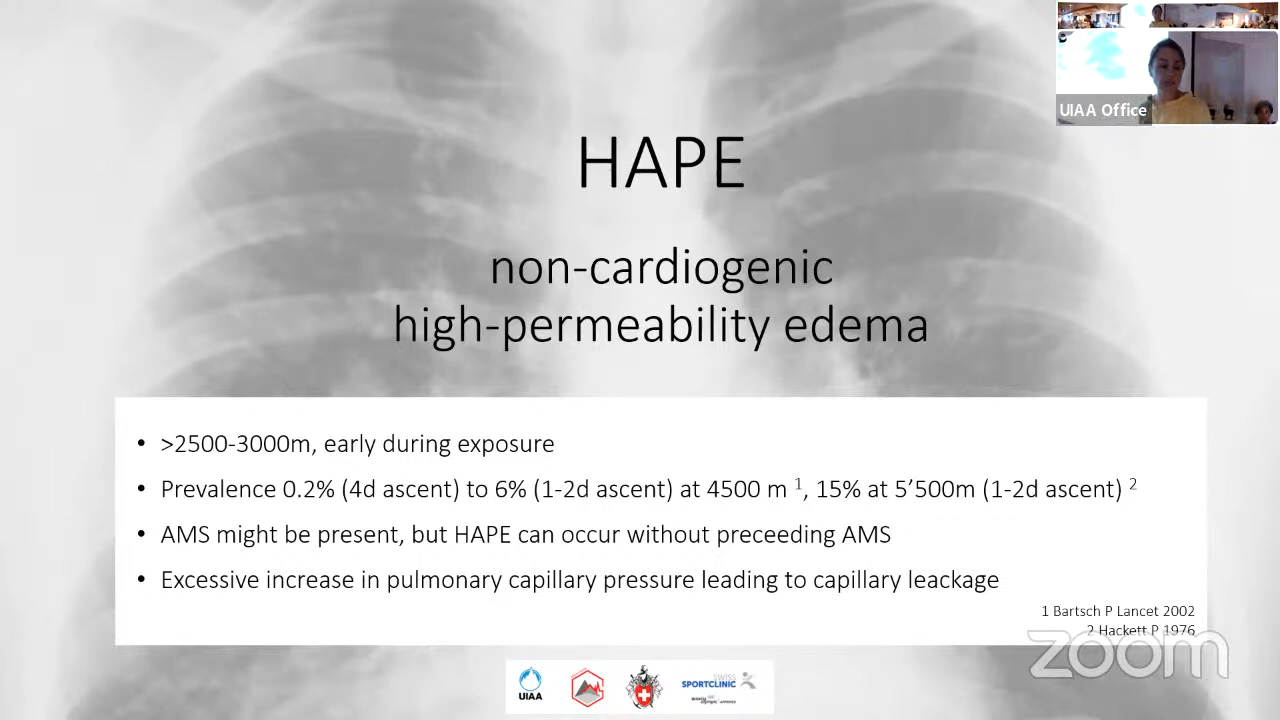 UIAA Office
HAPE
non-cardiogenic
high-permeability edema
• >2500-3000m, early during exposure
• Prevalence 0.2% (4d ascent) to 6% (1-2d ascent) at 4500 m 1, 15% at 5’500m (1-2d ascent) 2
• AMS might be present, but HAPE can occur without preceeding AMS
• Excessive increase in pulmonary capillary pressure leading to capillary leackage
1 Bartsch P Lancet 2002
2 Hackett P 1976
zoom
UIAA
SWISS
SPORTCLINIC